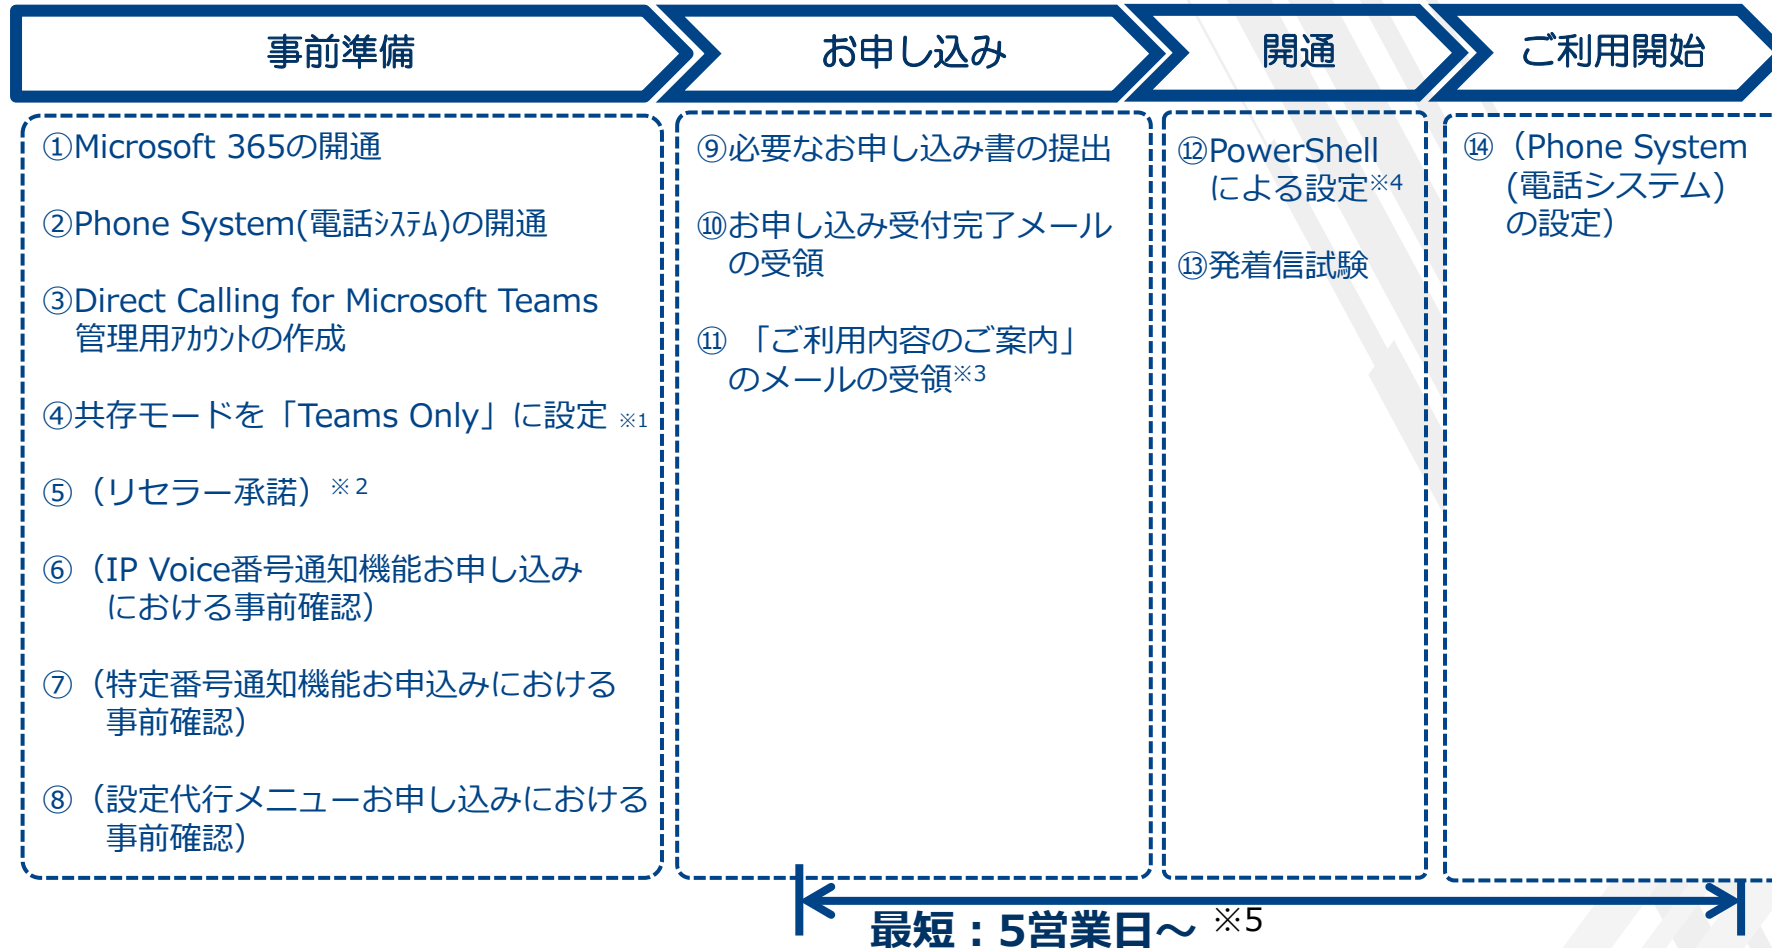 事前準備
お申し込み
開通
ご利用開始
①Microsoft 365の開通
②Phone System(電話ｼｽﾃﾑ)の開通
③Direct Calling for Microsoft Teams
管理用ｱｶｳﾝﾄの作成
④共存モードを「Teams Only」に設定 ※1
⑤（リセラー承諾）※２
⑥（IP Voice番号通知機能お申し込み
における事前確認）
⑦（特定番号通知機能お申込みにおける
事前確認）
⑧（設定代行メニューお申し込みにおける
事前確認）
⑨必要なお申し込み書の提出
⑩お申し込み受付完了メール
の受領
⑪「ご利用内容のご案内」
のメールの受領※3
⑫PowerShell
による設定※4
⑬発着信試験
⑭（Phone System
(電話システム)
の設定）
最短：5営業日～ ※5